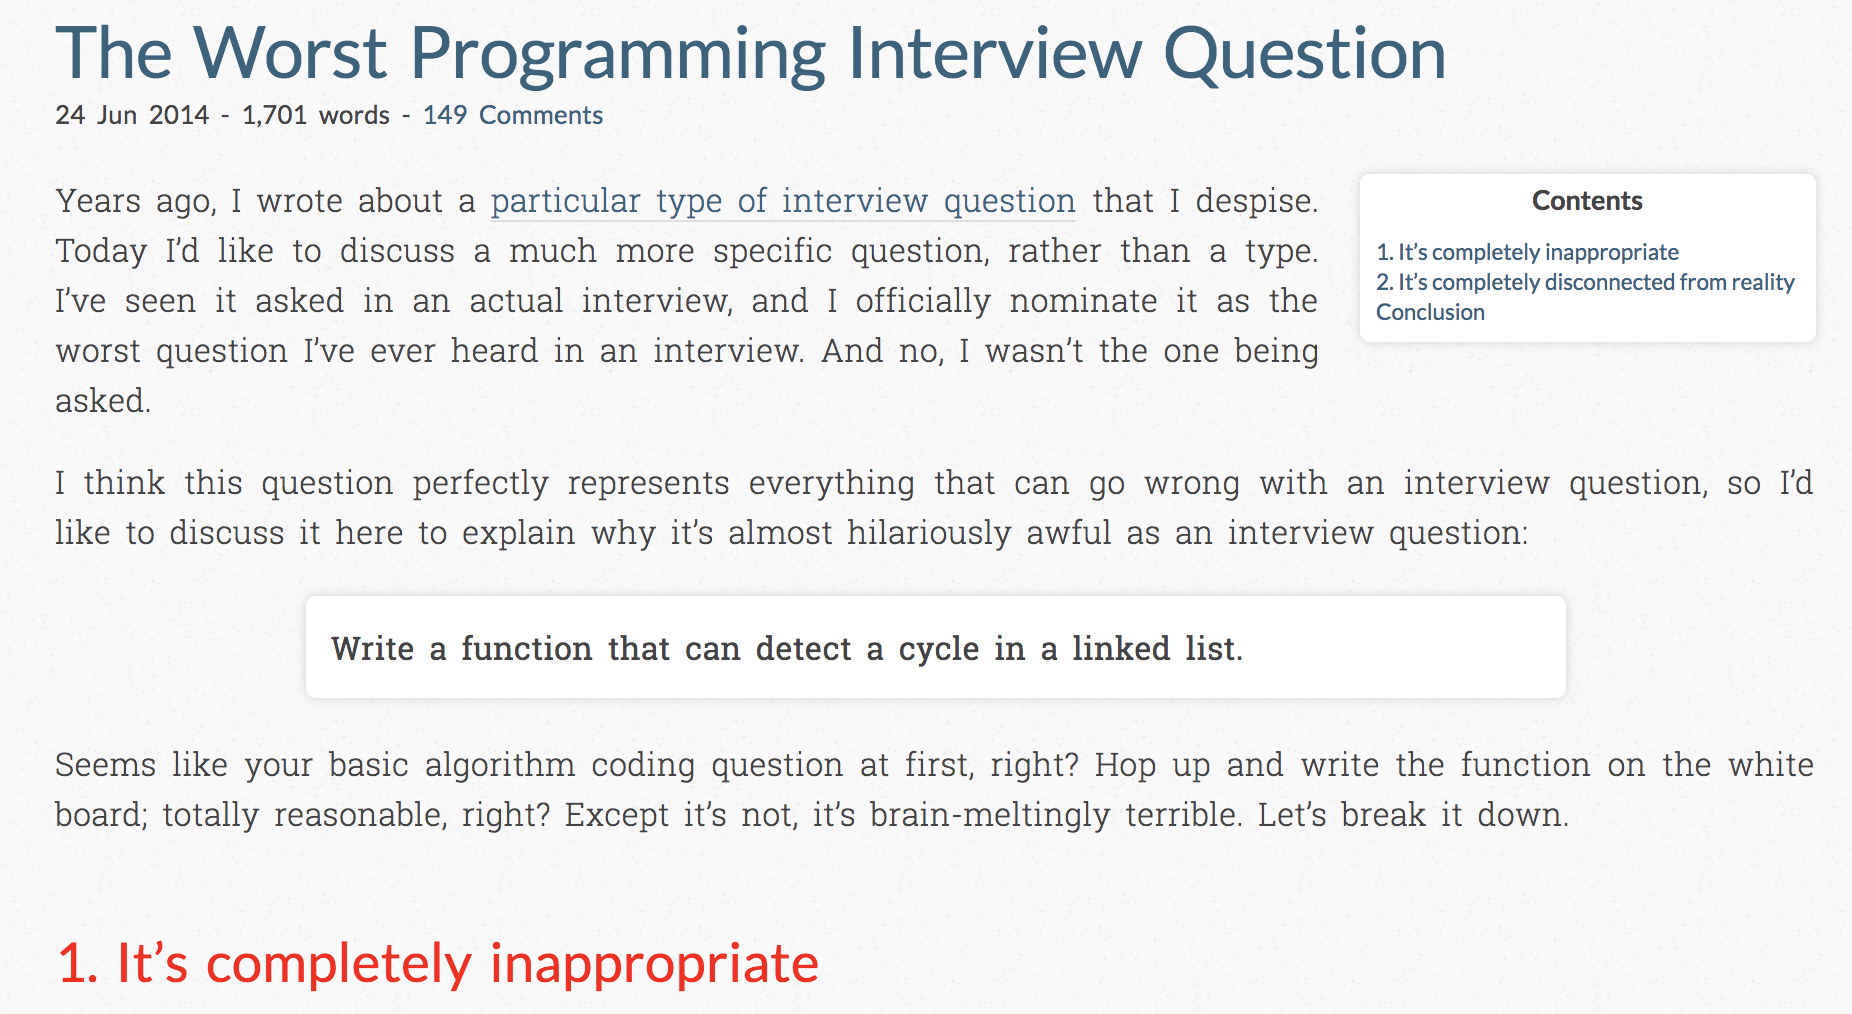 The Worst Programming Interview Question
24 Jun 2014 - 1,701 words - 149 Comments
Years ago, I wrote about a particular type of interview question that I despise.
Today I’d like to discuss a much more specific question, rather than a type.
I’ve seen it asked in an actual interview, and I officially nominate it as the
worst question I’ve ever heard in an interview. And no, I wasn’t the one being
asked.
Contents
1. It’s completely inappropriate
2. It’s completely disconnected from reality
Conclusion
I think this question perfectly represents everything that can go wrong with an interview question, so I’d
like to discuss it here to explain why it’s almost hilariously awful as an interview question:
Write a function that can detect a cycle in a linked list.
Seems like your basic algorithm coding question at first, right? Hop up and write the function on the white
board; totally reasonable, right? Except it’s not, it’s brain-meltingly terrible. Let’s break it down.
1. It’s completely inappropriate